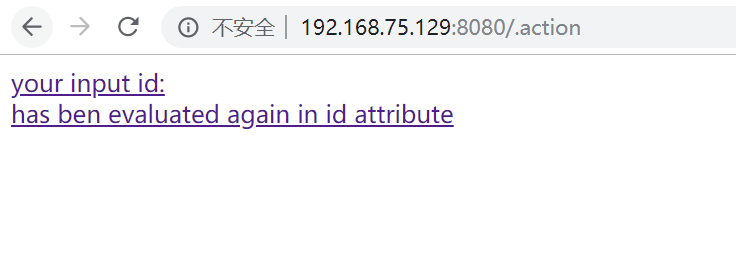 不安全 | 192.168.75.129:8080/.action
your input id:
has ben evaluated again in id attribute